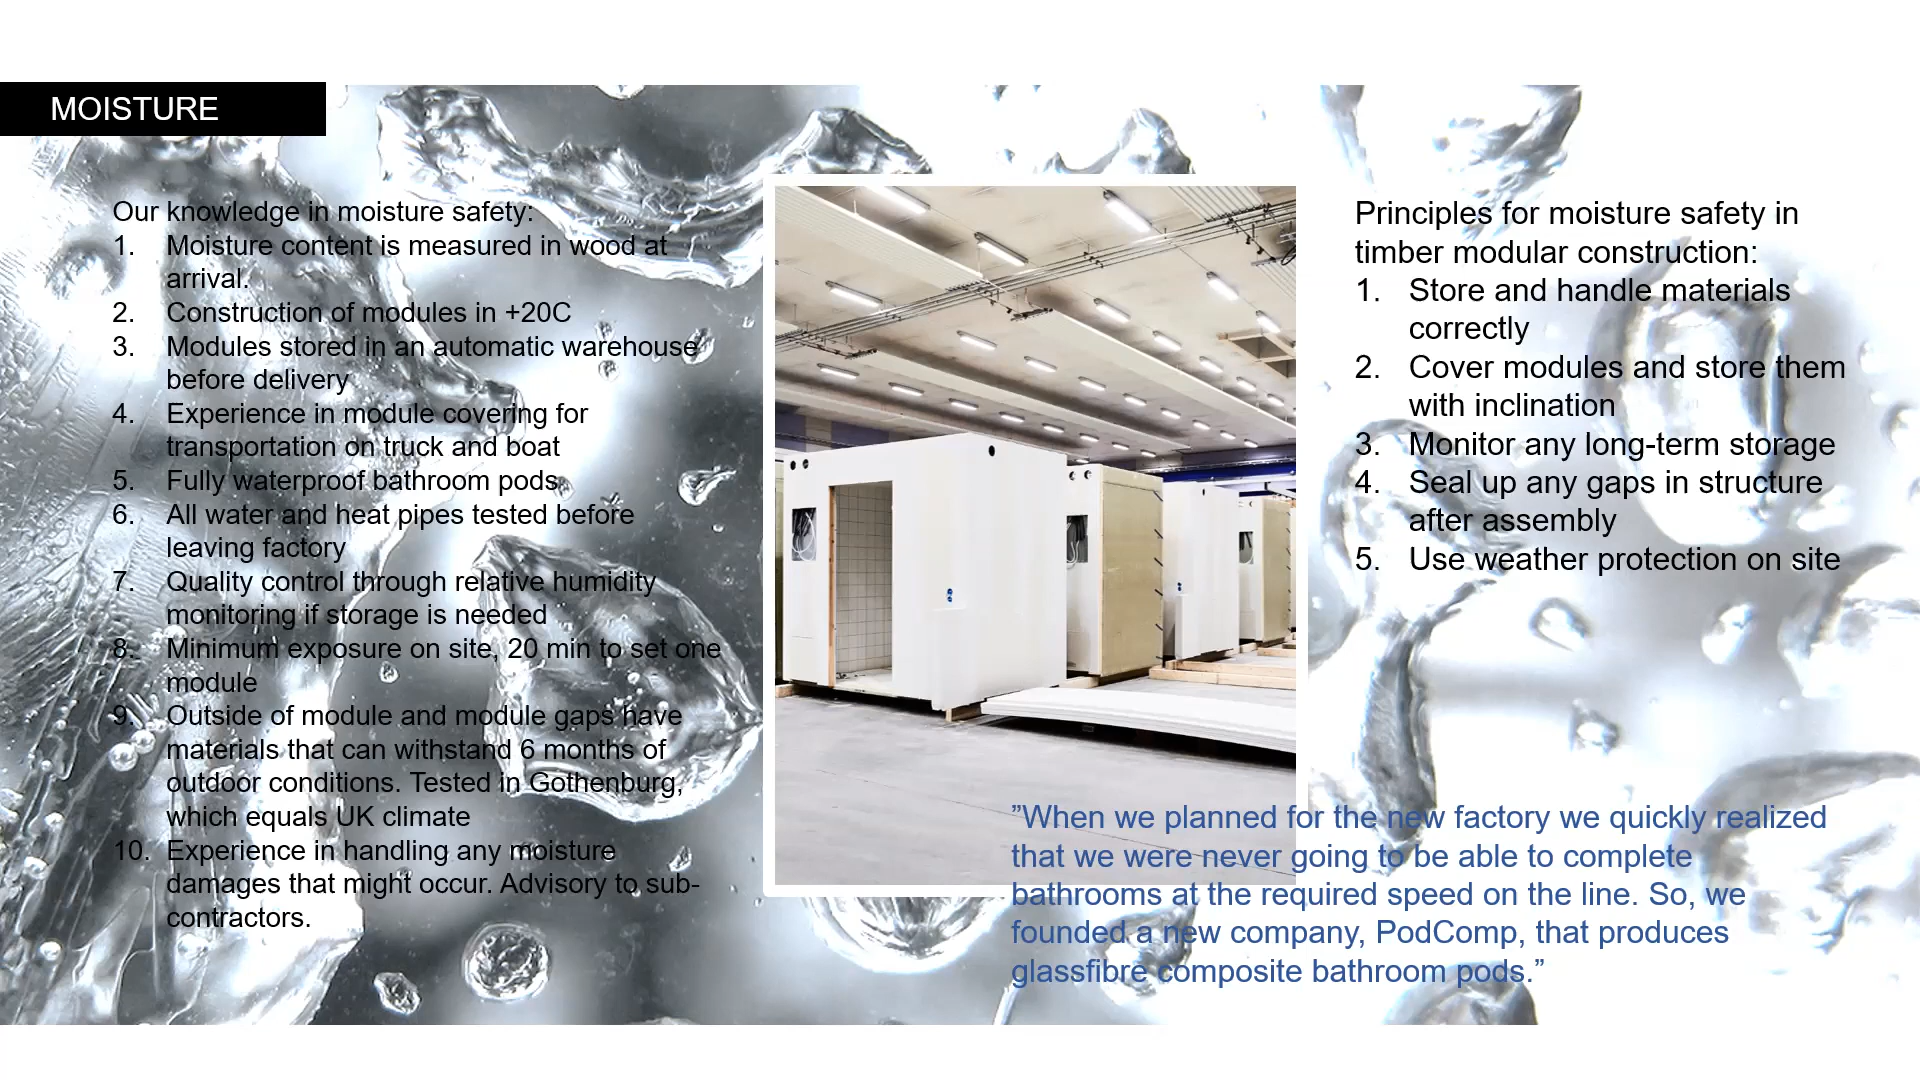 MOISTURE
Our knowledge in moisture safety:
1. Moisture content is measured in wood at
arrival.
2. Construction of modules in +20C
3. Modules stored in an automatic warehouse
before delivery
4. Experience in module covering for
transportation on truck and boat
5. Fully waterproof bathroom pods
6. All water and heat pipes tested before
leaving factory
7. Quality control through relative humidity
monitoring if storage is needed
8. Minimum exposure on site, 20 min to set one
module
9. Outside of module and module gaps have
materials that can withstand 6 months of
outdoor conditions. Tested in Gothenburg,
which equals UK climate
10. Experience in handling any moisture
damages that might occur. Advisory to sub-
contractors.
Principles for moisture safety in
timber modular construction:
1. Store and handle materials
correctly
2. Cover modules and store them
with inclination
3. Monitor any long-term storage
4. Seal up any gaps in structure
after assembly
5. Use weather protection on site
”When we planned for the new factory we quickly realized
that we were never going to be able to complete
bathrooms at the required speed on the line. So, we
founded a new company, PodComp, that produces
glassfibre composite bathroom pods.”